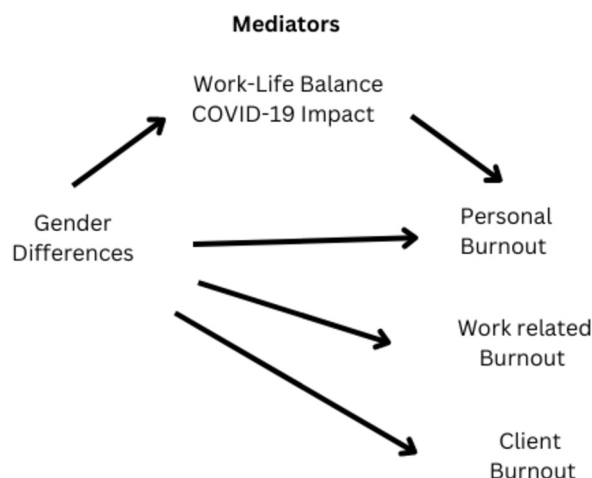 Mediators
Work-Life Balance
COVID-19 Impact
Gender
Differences
Personal
Burnout
Work related
Burnout
Client
Burnout